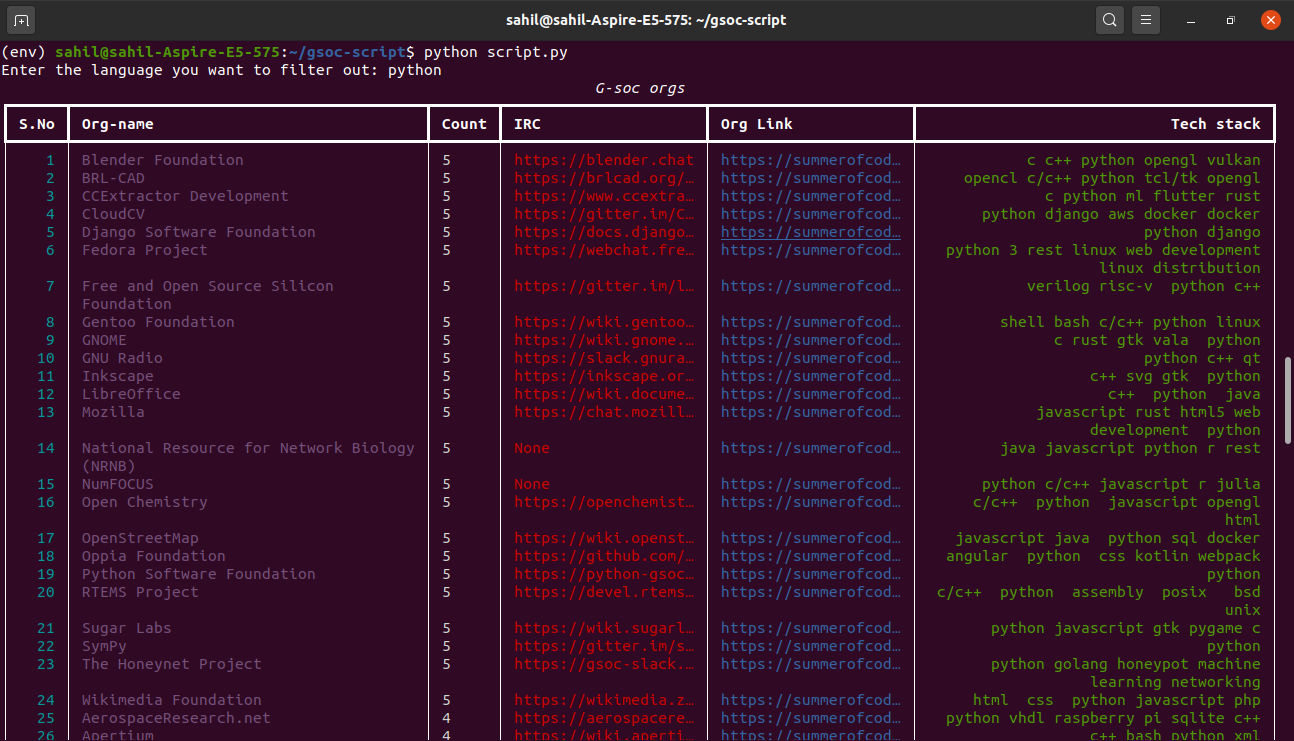 sahil@sahil-Aspire-E5-575: ~/gsoc-script
(env) sahil@sahil-Aspire-E5-575:~/gsoc-script$ python script.py
Enter the language you want to filter out: python
G-soc orgs
S.No Org-name Count IRC Org Link Tech stack
1 Blender Foundation 5 https://blender.chat https://summerofcod… c c++ python opengl vulkan
2 BRL-CAD 5 https://brlcad.org/… https://summerofcod… opencl c/c++ python tcl/tk opengl
3 CCExtractor Development 5 https://www.ccextra… https://summerofcod… c python ml flutter rust
4 CloudCV 5 https://gitter.im/C… https://summerofcod… python django aws docker docker
5 Django Software Foundation 5 https://docs.django… https://summerofcod… python django
6 Fedora Project 5 https://webchat.fre… https://summerofcod… python 3 rest linux web development
linux distribution
7 Free and Open Source Silicon 5 https://gitter.im/l… https://summerofcod… verilog risc-v python c++
Foundation
8 Gentoo Foundation 5 https://wiki.gentoo… https://summerofcod… shell bash c/c++ python linux
9 GNOME 5 https://wiki.gnome.… https://summerofcod… c rust gtk vala python
10 GNU Radio 5 https://slack.gnura… https://summerofcod… python c++ qt
11 Inkscape 5 https://inkscape.or… https://summerofcod… c++ svg gtk python
12 LibreOffice 5 https://wiki.docume… https://summerofcod… c++ python java
13 Mozilla 5 https://chat.mozill… https://summerofcod… javascript rust html5 web
development python
14 National Resource for Network Biology 5 None https://summerofcod… java javascript python r rest
(NRNB)
15 NumFOCUS 5 None https://summerofcod… python c/c++ javascript r julia
16 Open Chemistry 5 https://openchemist… https://summerofcod… c/c++ python javascript opengl
html
17 OpenStreetMap 5 https://wiki.openst… https://summerofcod… javascript java python sql docker
18 Oppia Foundation 5 https://github.com/… https://summerofcod… angular python css kotlin webpack
19 Python Software Foundation 5 https://python-gsoc… https://summerofcod… python
20 RTEMS Project 5 https://devel.rtems… https://summerofcod… c/c++ python assembly posix bsd
unix
21 Sugar Labs 5 https://wiki.sugarl… https://summerofcod… python javascript gtk pygame c
22 SymPy 5 https://gitter.im/s… https://summerofcod… python
23 The Honeynet Project 5 https://gsoc-slack.… https://summerofcod… python golang honeypot machine
learning networking
24 Wikimedia Foundation 5 https://wikimedia.z… https://summerofcod… html css python javascript php
25 AerospaceResearch.net 4 https://aerospacere… https://summerofcod… python vhdl raspberry pi sqlite c++
26 Apertium 4 https://wiki.aperti… https://summerofcod… c++ bash python xml